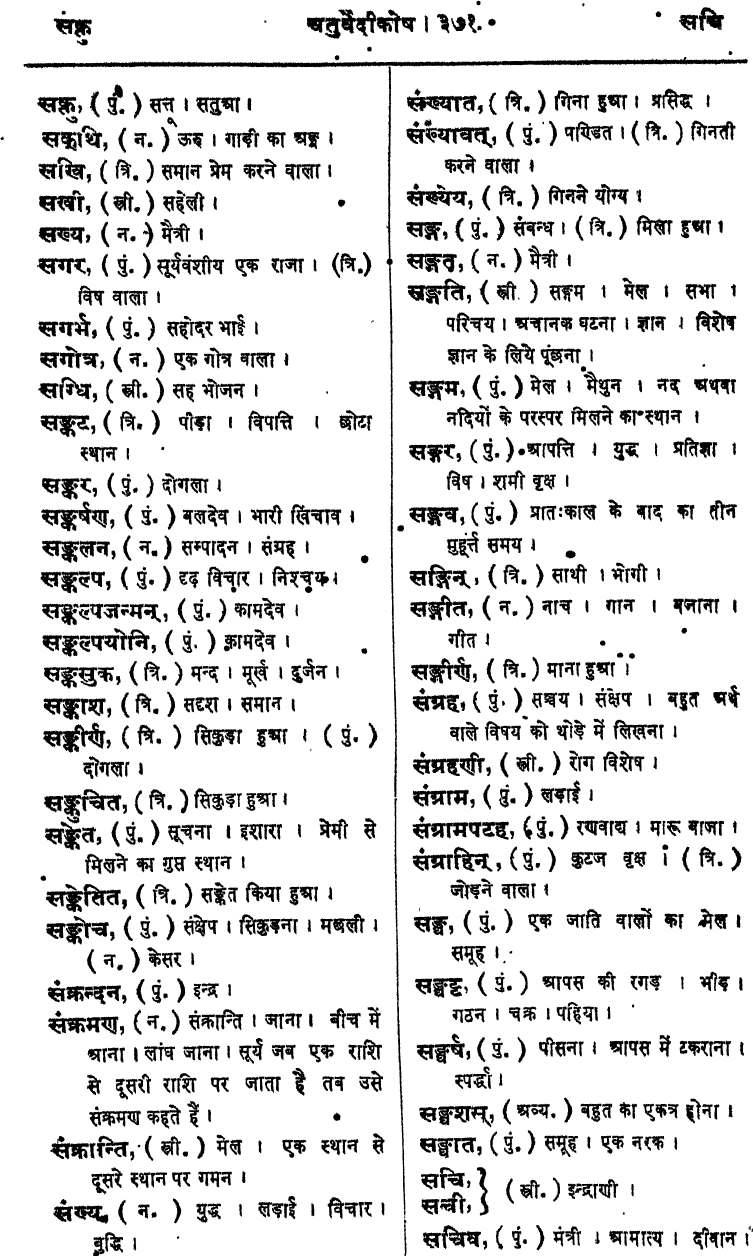 संक्रु चतुर्वेदीकोष । ३७१ सचि
सक्रु, ( पुं. ) सत्तू । सतुआ ।
सक्थि, ( न. ) ऊरु । गाड़ी का अङ्ग ।
सखि, ( त्रि. ) समान प्रेम करने वाला ।
सखी, ( स्त्री. ) सहेली ।
सख्य, ( न. ) मैत्री ।
सगर, ( पुं. ) सूर्यवंशीय एक राजा । (त्रि.)
विष वाला ।
सगर्भ, ( पुं. ) सहोदर भाई ।
सगोत्र, ( न. ) एक गोत्र वाला ।
सग्धि, ( स्त्री. ) सह भोजन ।
सङ्कट, ( त्रि. ) पीड़ा । विपत्ति । छोटा
स्थान ।
सङ्कर, ( पुं. ) दोगला ।
सङ्कर्षण, ( पुं. ) बलदेव । भारी खिंचाव ।
सङ्कलन, ( न. ) सम्पादन । संग्रह ।
सङ्कल्प, ( पुं. ) दृढ़ विचार । निश्चय ।
सङ्कल्पजन्मन्, ( पुं. ) कामदेव ।
सङ्कल्पयोनि, ( पुं. ) कामदेव ।
सङ्कसुक, ( त्रि. ) मन्द । मूर्ख । दुर्जन ।
सङ्काश, ( त्रि. ) सदृश । समान ।
सङ्कीर्ण, ( त्रि. ) सिकुड़ा हुआ । ( पुं. )
दोगला ।
सङ्कुचित, ( त्रि. ) सिकुड़ा हुआ ।
सङ्केत, ( पुं. ) सूचना । इशारा । प्रेमी से
मिलने का गुप्त स्थान ।
सङ्केतित, ( त्रि. ) सङ्केत किया हुआ ।
सङ्कोच, ( पुं. ) संक्षेप । सिकुड़ना । मछली ।
( न. ) केसर ।
संक्रन्दन, ( पुं. ) इन्द्र ।
संक्रमण, ( न. ) संक्रान्ति । जाना । बीच में
आना । लांघ जाना । सूर्य जब एक राशि
से दूसरी राशि पर जाता है तब उसे
संक्रमण कहते हैं ।
संक्रान्ति, ( स्त्री. ) मेल । एक स्थान से
दूसरे स्थान पर गमन ।
संख्य, ( न. ) युद्ध । लड़ाई । विचार ।
बुद्धि ।
संख्यात, ( त्रि. ) गिना हुआ । प्रसिद्ध ।
संख्यावत्, ( पुं. ) पण्डित । ( त्रि. ) गिनती
करने वाला ।
संख्येय, ( त्रि. ) गिनने योग्य ।
सङ्ग, ( पुं. ) संबन्ध । ( त्रि. ) मिला हुआ ।
सङ्गत, ( न. ) मैत्री ।
सङ्गति, ( स्त्री ) सङ्गम । मेल । सभा ।
परिचय । अचानक घटना । ज्ञान । विशेष
ज्ञान के लिये पूंछना ।
सङ्गम, ( पुं. ) मेल । मैथुन । नद अथवा
नदियों के परस्पर मिलने का स्थान ।
सङ्गर, ( पुं. ) आपत्ति । युद्ध । प्रतिज्ञा ।
विष । शमी वृक्ष ।
सङ्गव, ( पुं. ) प्रातःकाल के बाद का तीन
मुहूर्त्त समय ।
सङ्गिन्, ( त्रि. ) साथी । भोगी ।
सङ्गीत, ( न. ) नाच । गान । बजाना ।
गीत ।
सङ्गीर्ण, ( त्रि. ) माना हुआ ।
संग्रह, ( पुं. ) सञ्चय । संक्षेप । बहुत अर्थ
वाले विषय को थोड़े में लिखना ।
संग्रहणी, ( स्त्री. ) रोग विशेष ।
संग्राम, ( पुं. ) लड़ाई ।
संग्रामपटह, ( पुं. ) रणवाद्य । मारू बाजा ।
संग्राहिन्, ( पुं. ) कुटज वृक्ष । ( त्रि. )
जोड़ने वाला ।
सङ्घ, ( पुं. ) एक जाति वालों का मेल ।
समूह ।
सङ्घट्ट, ( पुं. ) आपस की रगड़ । भीड़ ।
गठन । चक्र । पहिया ।
सङ्घर्ष, ( पुं. ) पीसना । आपस में टकराना ।
स्पर्द्धा ।
सङ्घशस्, ( अव्य. ) बहुत का एकत्र होना ।
सङ्घात, ( पुं. ) समूह । एक नरक ।
सचि, } ( स्त्री. ) इन्द्राणी ।
सची,
सचिव, ( पुं. ) मंत्री । आमात्य । दीवान ।